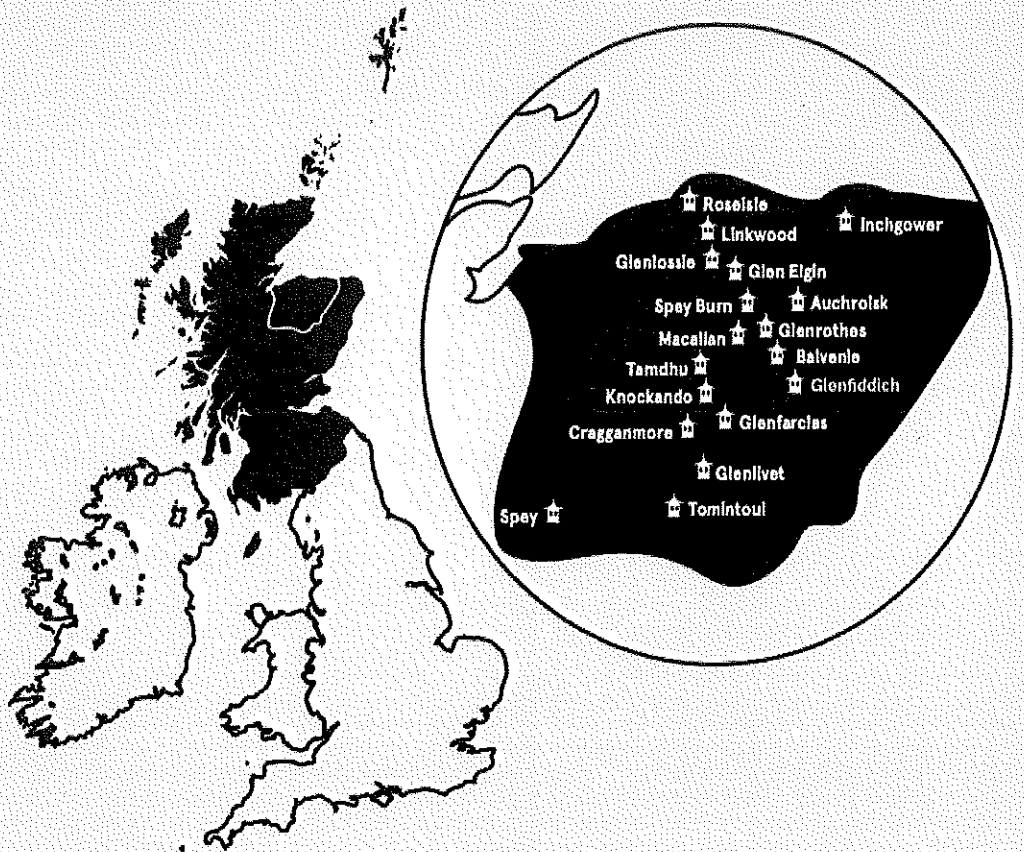 Roseisle
Inchgower
Linkwood
Glenlossie
Glen Elgin
Spey Burn
Auchroisk
Macallan
Glenrothes
Balvenie
Tamdhu
Glenfiddich
Knockando
Cragganmore
Glenfarclas
Glenlivet
Spey
Tomintoul